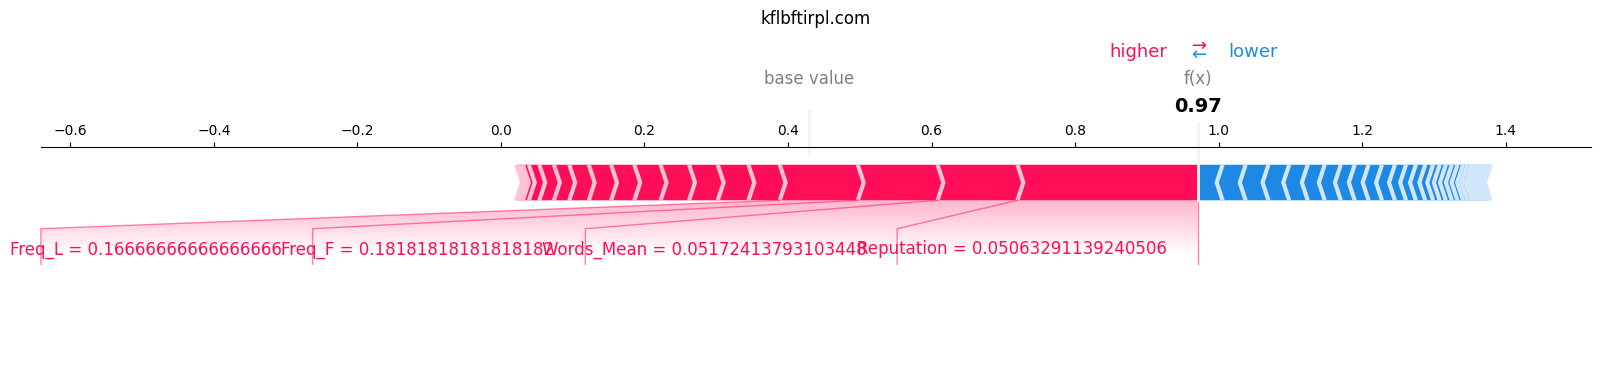 kflbftirpl.com
higher ⇄ lower
base value f(x)
0.97
−0.6 −0.4 −0.2 0.0 0.2 0.4 0.6 0.8 1.0 1.2 1.4
Freq_L = 0.16666666666666666 Freq_F = 0.18181818181818182 Words_Mean = 0.05172413793103448 Reputation = 0.05063291139240506